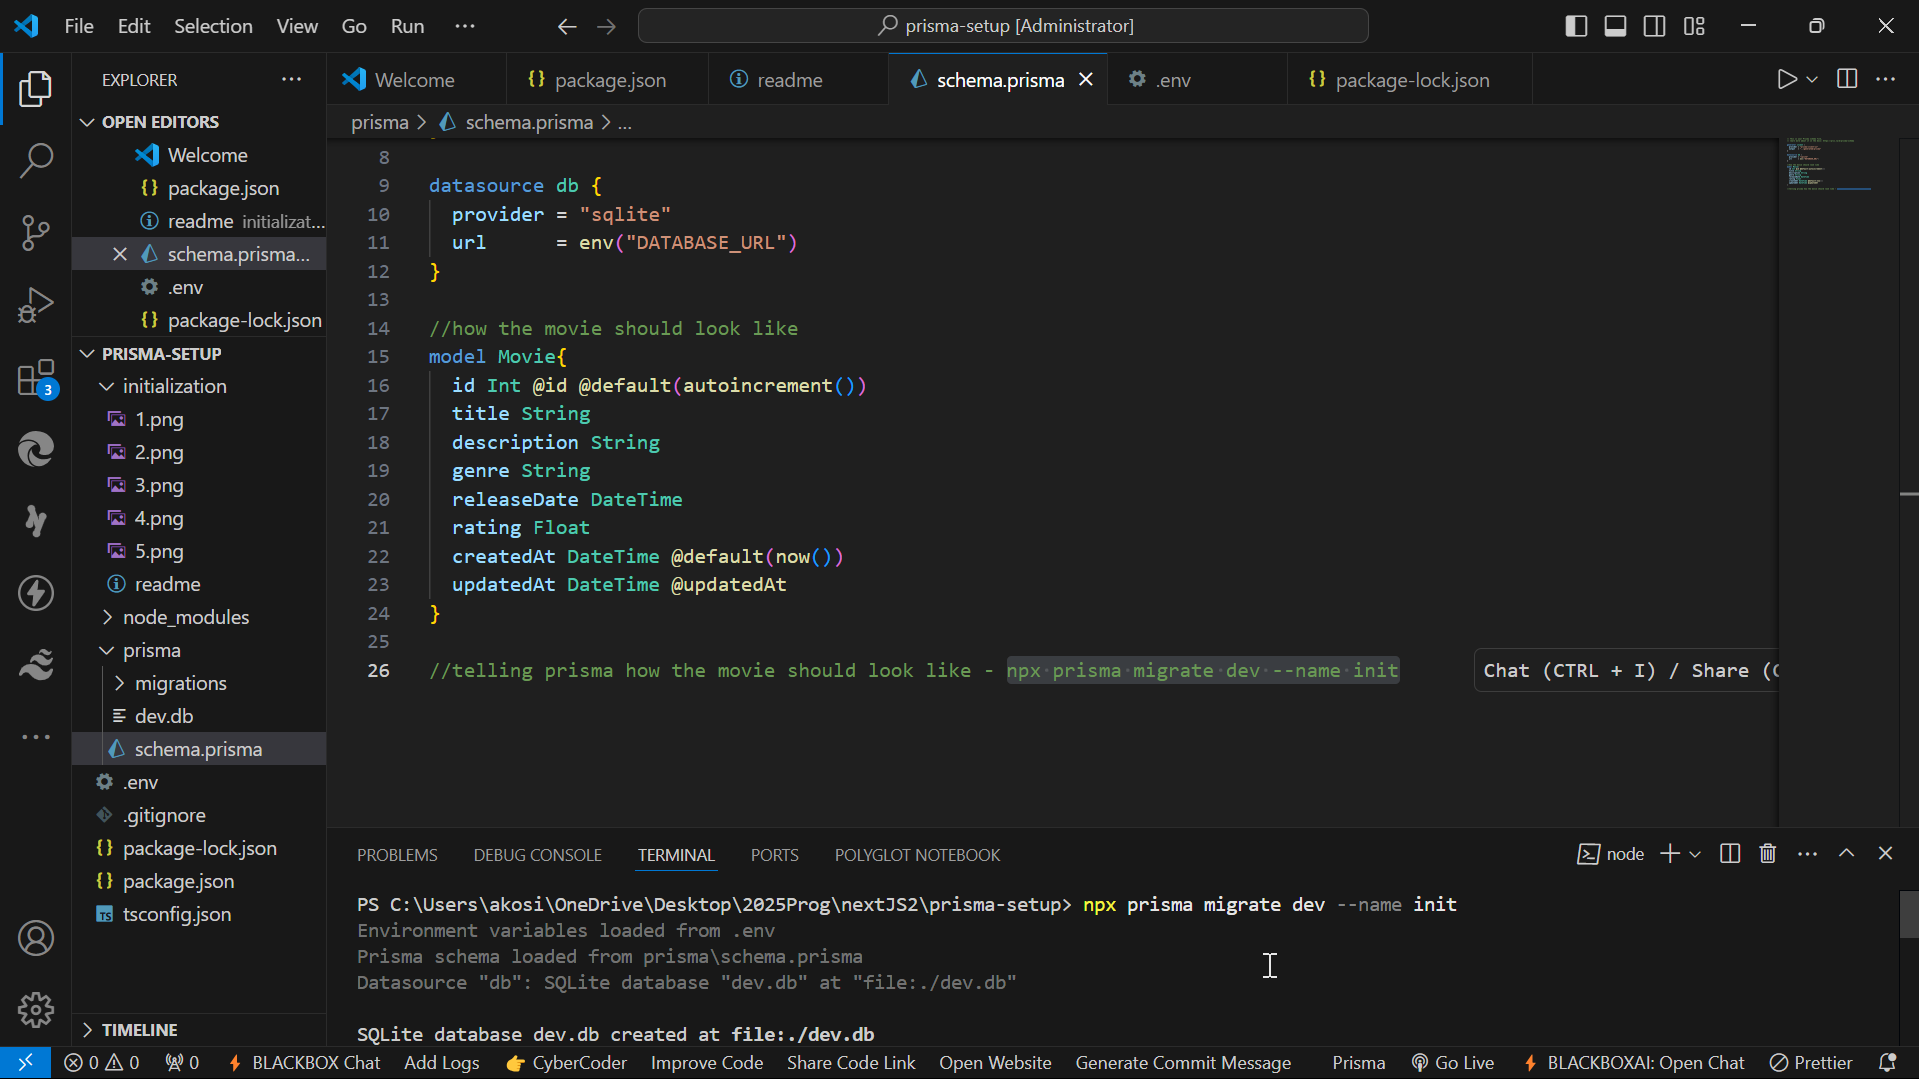 File Edit Selection View Go Run ··· prisma-setup [Administrator]
EXPLORER ···
OPEN EDITORS
Welcome
package.json
readme initializat...
schema.prisma...
.env
package-lock.json
PRISMA-SETUP
initialization
1.png
2.png
3.png
4.png
5.png
readme
node_modules
prisma
migrations
dev.db
schema.prisma
.env
.gitignore
package-lock.json
package.json
tsconfig.json
TIMELINE
3
Welcome package.json readme schema.prisma .env package-lock.json
prisma > schema.prisma > ...
8
9 datasource db {
10 provider = "sqlite"
11 url = env("DATABASE_URL")
12 }
13
14 //how the movie should look like
15 model Movie{
16 id Int @id @default(autoincrement())
17 title String
18 description String
19 genre String
20 releaseDate DateTime
21 rating Float
22 createdAt DateTime @default(now())
23 updatedAt DateTime @updatedAt
24 }
25
26 //telling prisma how the movie should look like - npx prisma migrate dev --name init Chat (CTRL + I) / Share (
PROBLEMS DEBUG CONSOLE TERMINAL PORTS POLYGLOT NOTEBOOK node
PS C:\Users\akosi\OneDrive\Desktop\2025Prog\nextJS2\prisma-setup> npx prisma migrate dev --name init
Environment variables loaded from .env
Prisma schema loaded from prisma\schema.prisma
Datasource "db": SQLite database "dev.db" at "file:./dev.db"
SQLite database dev.db created at file:./dev.db
0 0 0 BLACKBOX Chat Add Logs CyberCoder Improve Code Share Code Link Open Website Generate Commit Message Prisma Go Live BLACKBOXAI: Open Chat Prettier